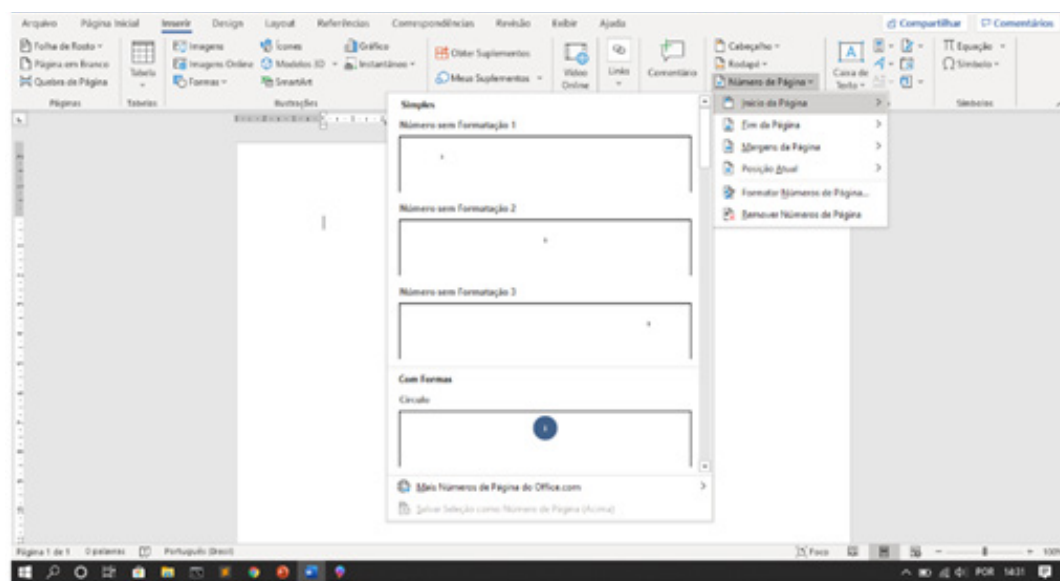 Arquivo Página Inicial Inserir Design Layout Referências Correspondências Revisão Exibir Ajuda Compartilhar Comentários
Folha de Rosto
Página em Branco
Quebra de Página
Páginas
Tabela
Tabelas
Imagens
Imagens Online
Formas
Ícones
Modelos 3D
SmartArt
Gráfico
Instantâneo
Ilustrações
Obter Suplementos
Meus Suplementos
Vídeo
Online
Links
Comentário
Cabeçalho
Rodapé
Número de Página
Caixa de
Texto
Equação
Símbolo
Símbolos
Início da Página
Fim da Página
Margens da Página
Posição Atual
Formatar Números de Página...
Remover Números de Página
Simples
Número sem Formatação 1
Número sem Formatação 2
Número sem Formatação 3
Com Formas
Círculo
Mais Números de Página do Office.com
Salvar Seleção como Número de Página (Acima)
Página 1 de 1 0 palavras Português (Brasil) Foco
POR 14:31